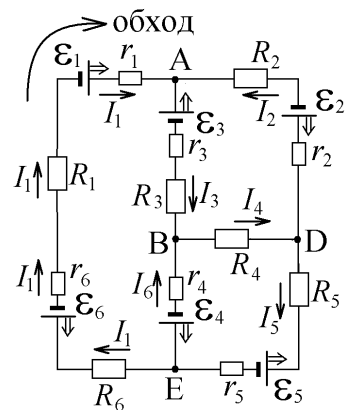 обход
ε₁ r₁ A R₂
I₁ I₂ ε₂
ε₃
r₃ r₂
I₁ R₁ R₃ I₃ I₄
B D
R₄
I₁ r₆ I₆ r₄ R₅
ε₆ ε₄ I₅
I₁ E
R₆ r₅ ε₅